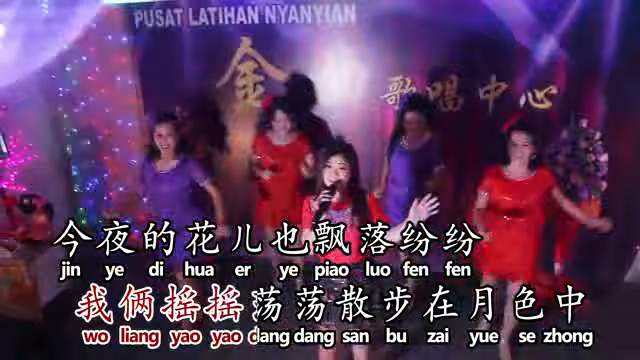 PUSAT LATIHAN NYANYIAN
金 歌唱中心
今夜的花儿也飘落纷纷
jin ye di hua er ye piao luo fen fen
我俩摇摇荡荡散步在月色中
wo liang yao yao dang dang san bu zai yue se zhong